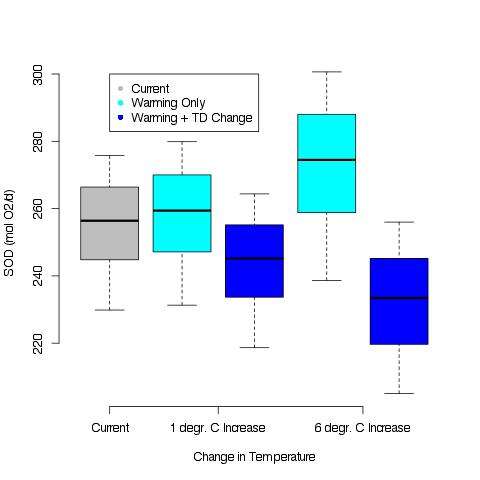 300
280
260
240
220
SOD (mol O2/d)
Current
Warming Only
Warming + TD Change
Current
1 degr. C Increase
6 degr. C Increase
Change in Temperature